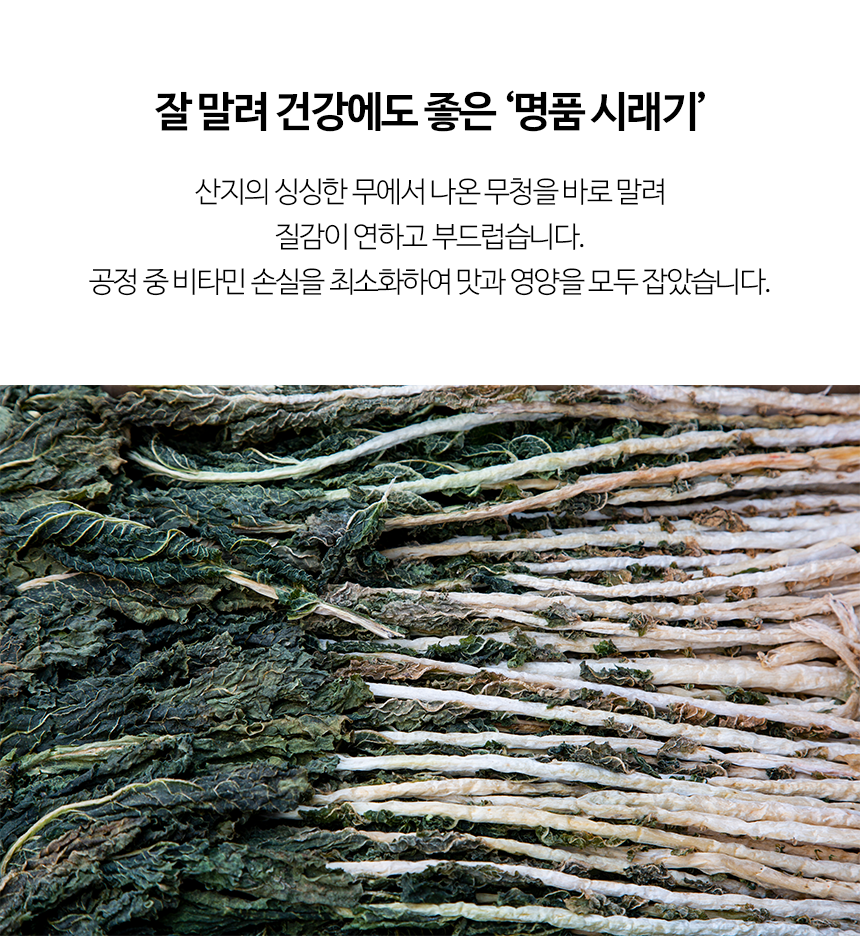 잘 말려 건강에도 좋은 ‘명품 시래기’
산지의 싱싱한 무에서 나온 무청을 바로 말려
질감이 연하고 부드럽습니다.
공정 중 비타민 손실을 최소화하여 맛과 영양을 모두 잡았습니다.